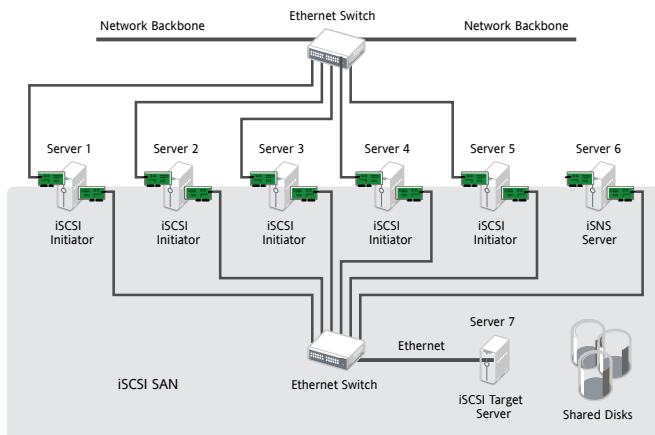 Ethernet Switch
Network Backbone
Network Backbone
Server 1
Server 2
Server 3
Server 4
Server 5
Server 6
iSCSI
Initiator
iSCSI
Initiator
iSCSI
Initiator
iSCSI
Initiator
iSCSI
Initiator
iSNS
Server
Server 7
Ethernet
iSCSI SAN
Ethernet Switch
iSCSI Target
Server
Shared Disks